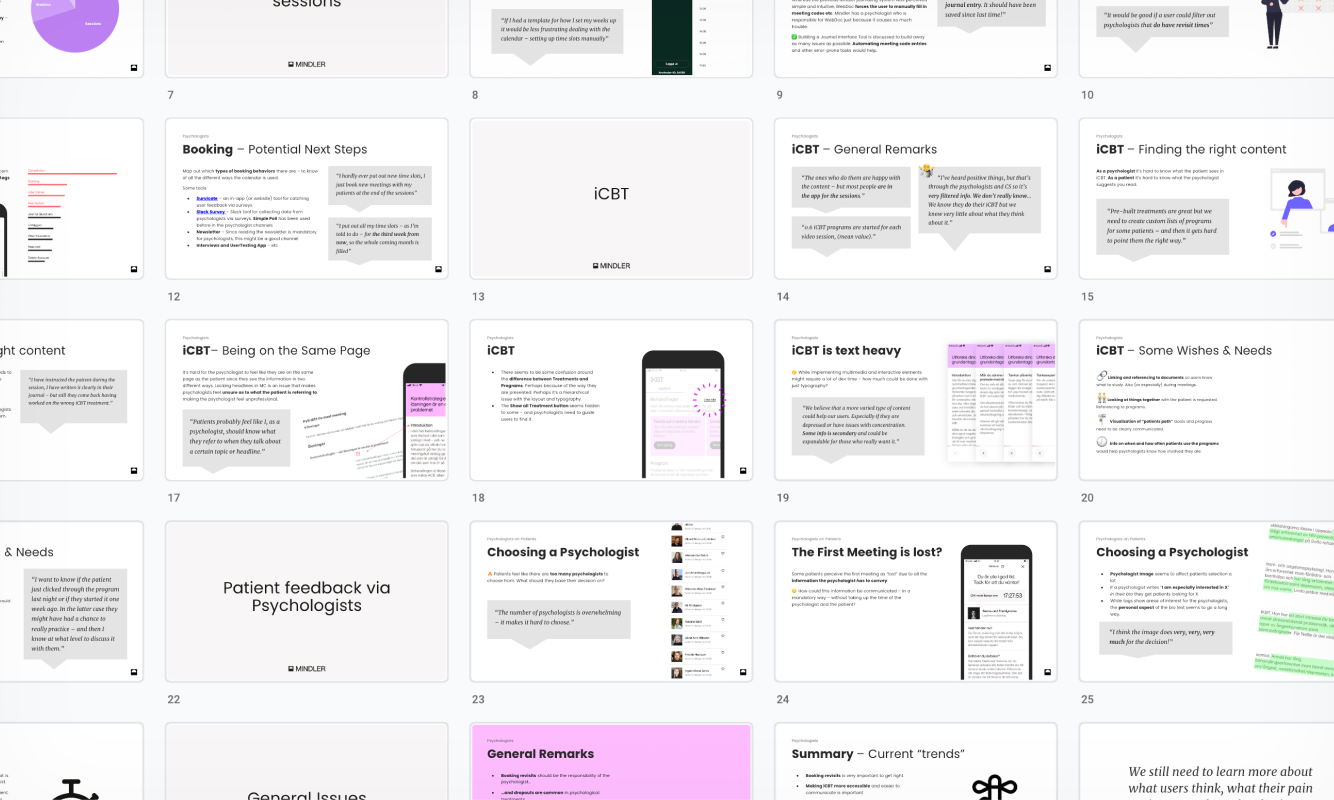 Sessions
sessions
MINDLER
"If I had a template for how I set my weeks up
it would be less frustrating dealing with the
calendar – setting up time slots manually"
simple and intuitive. WebDoc forces the user to manually fill in
meeting codes etc. Mindler has a psychologist who is
responsible for WebDoc just because it causes so much
trouble.
Building a Journal Interface Tool is discussed to build away
as many issues as possible. Automating meeting code entries
and other error-prone tasks would help.
journal entry. It should have been
saved since last time!"
"It would be good if a user could filter out
psychologists that do have revisit times"
7
8
9
10
Psychologists
Booking – Potential Next Steps
Map out which types of booking behaviors there are – to know
of all the different ways the calendar is used.
Some tools
Survicate – an in-app (or website) tool for catching
user feedback via surveys
Slack Survey – Slack tool for collecting data from
psychologists via surveys. Simple Poll has been used
before in the psychologist channels
Newsletter – Since reading the newsletter is mandatory
for psychologists, this might be a good channel
Interviews and UserTesting App – etc
"I hardly ever put out new time slots, I
just book new meetings with my
patients at the end of the sessions"
"I put out all my time slots – as I'm
told to do – for the third week from
now, so the whole coming month is
filled"
iCBT
MINDLER
Psychologists
iCBT – General Remarks
"The ones who do them are happy with
the content – but most people are in
the app for the sessions."
"0.6 iCBT programs are started for each
video session, (mean value)."
"I've heard positive things, but that's
through the psychologists and CS so it's
very filtered info. We don't really know...
We know they do their iCBT but we
know very little about what they think
about it."
Psychologists
iCBT – Finding the right content
As a psychologist it's hard to know what the patient sees in
iCBT. As a patient it's hard to know what the psychologist
suggests you read.
"Pre-built treatments are great but we
need to create custom lists of programs
for some patients – and then it gets hard
to point them the right way."
12
13
14
15
ght content
"I have instructed the patient during the
session, I have written it clearly in their
journal – but still they come back having
worked on the wrong iCBT treatment."
Psychologists
iCBT– Being on the Same Page
It's hard for the psychologist to feel like they are on the same
page as the patient since they see the information in two
different ways. Lacking headlines in MC is an issue that makes
psychologists feel unsure as to what the patient is referring to
making the psychologist feel unprofessional.
"Patients probably feel like I, as a
psychologist, should know what
they refer to when they talk about
a certain topic or headline."
Psychologists
iCBT
There seems to be some confusion around
the difference between Treatments and
Programs. Perhaps because of the way they
are presented. Perhaps it's a hierarchical
issue with the layout and typography.
The Show all Treatment button seems hidden
to some – and psychologists need to guide
users to find it.
Psychologists
iCBT is text heavy
While implementing multimedia and interactive elements
might require a lot of dev time – how much could be done with
just typography?
"We believe that a more varied type of content
could help our users. Especially if they are
depressed or have issues with concentration.
Some info is secondary and could be
expandable for those who really want it."
Psychologists
iCBT – Some Wishes & Needs
Linking and referencing to documents so users knew
what to study. Also (or especially) during meetings.
Looking at things together with the patient is requested.
Referencing in programs.
Visualization of "patients path" Goals and progress
need to be clearly communicated.
Info on when and how often patients use the programs
would help psychologists know how involved they are.
17
18
19
20
& Needs
"I want to know if the patient
just clicked through the program
last night or if they started it one
week ago. In the latter case they
might have had a chance to
really practice – and then I
know at what level to discuss it
with them."
Patient feedback via
Psychologists
MINDLER
Psychologists on Patients
Choosing a Psychologist
Patients feel like there are too many psychologists to
choose from. What should they base their decision on?
"The number of psychologists is overwhelming
– it makes it hard to choose."
Psychologists on Patients
The First Meeting is lost?
Some patients perceive the first meeting as "lost" due to all the
information the psychologist has to convey.
How could this information be communicated – in a
mandatory way – without taking up the time of the
psychologist and the patient?
Du får vård i god tid.
Tack för att du väntar!
17:27:53
Psychologists on Patients
Choosing a Psychologist
Psychologist image seems to affect patients selection a
lot
If a psychologist writes "I am especially interested in X"
in their bio they get patients looking for X
While tags show areas of interest for the psychologists,
the personal aspect of the bio text seems to go a long
way.
"I think the image does very, very, very
much for the decision!"
22
23
24
25
General Issues
Psychologists
General Remarks
Booking revisits should be the responsibility of the
psychologist.
...and dropouts are common in psychological
Psychologists
Summary – Current "trends"
Booking revisits is very important to get right
Making iCBT more accessible and easier to
communicate is important
We still need to learn more about
what users think, what their pain